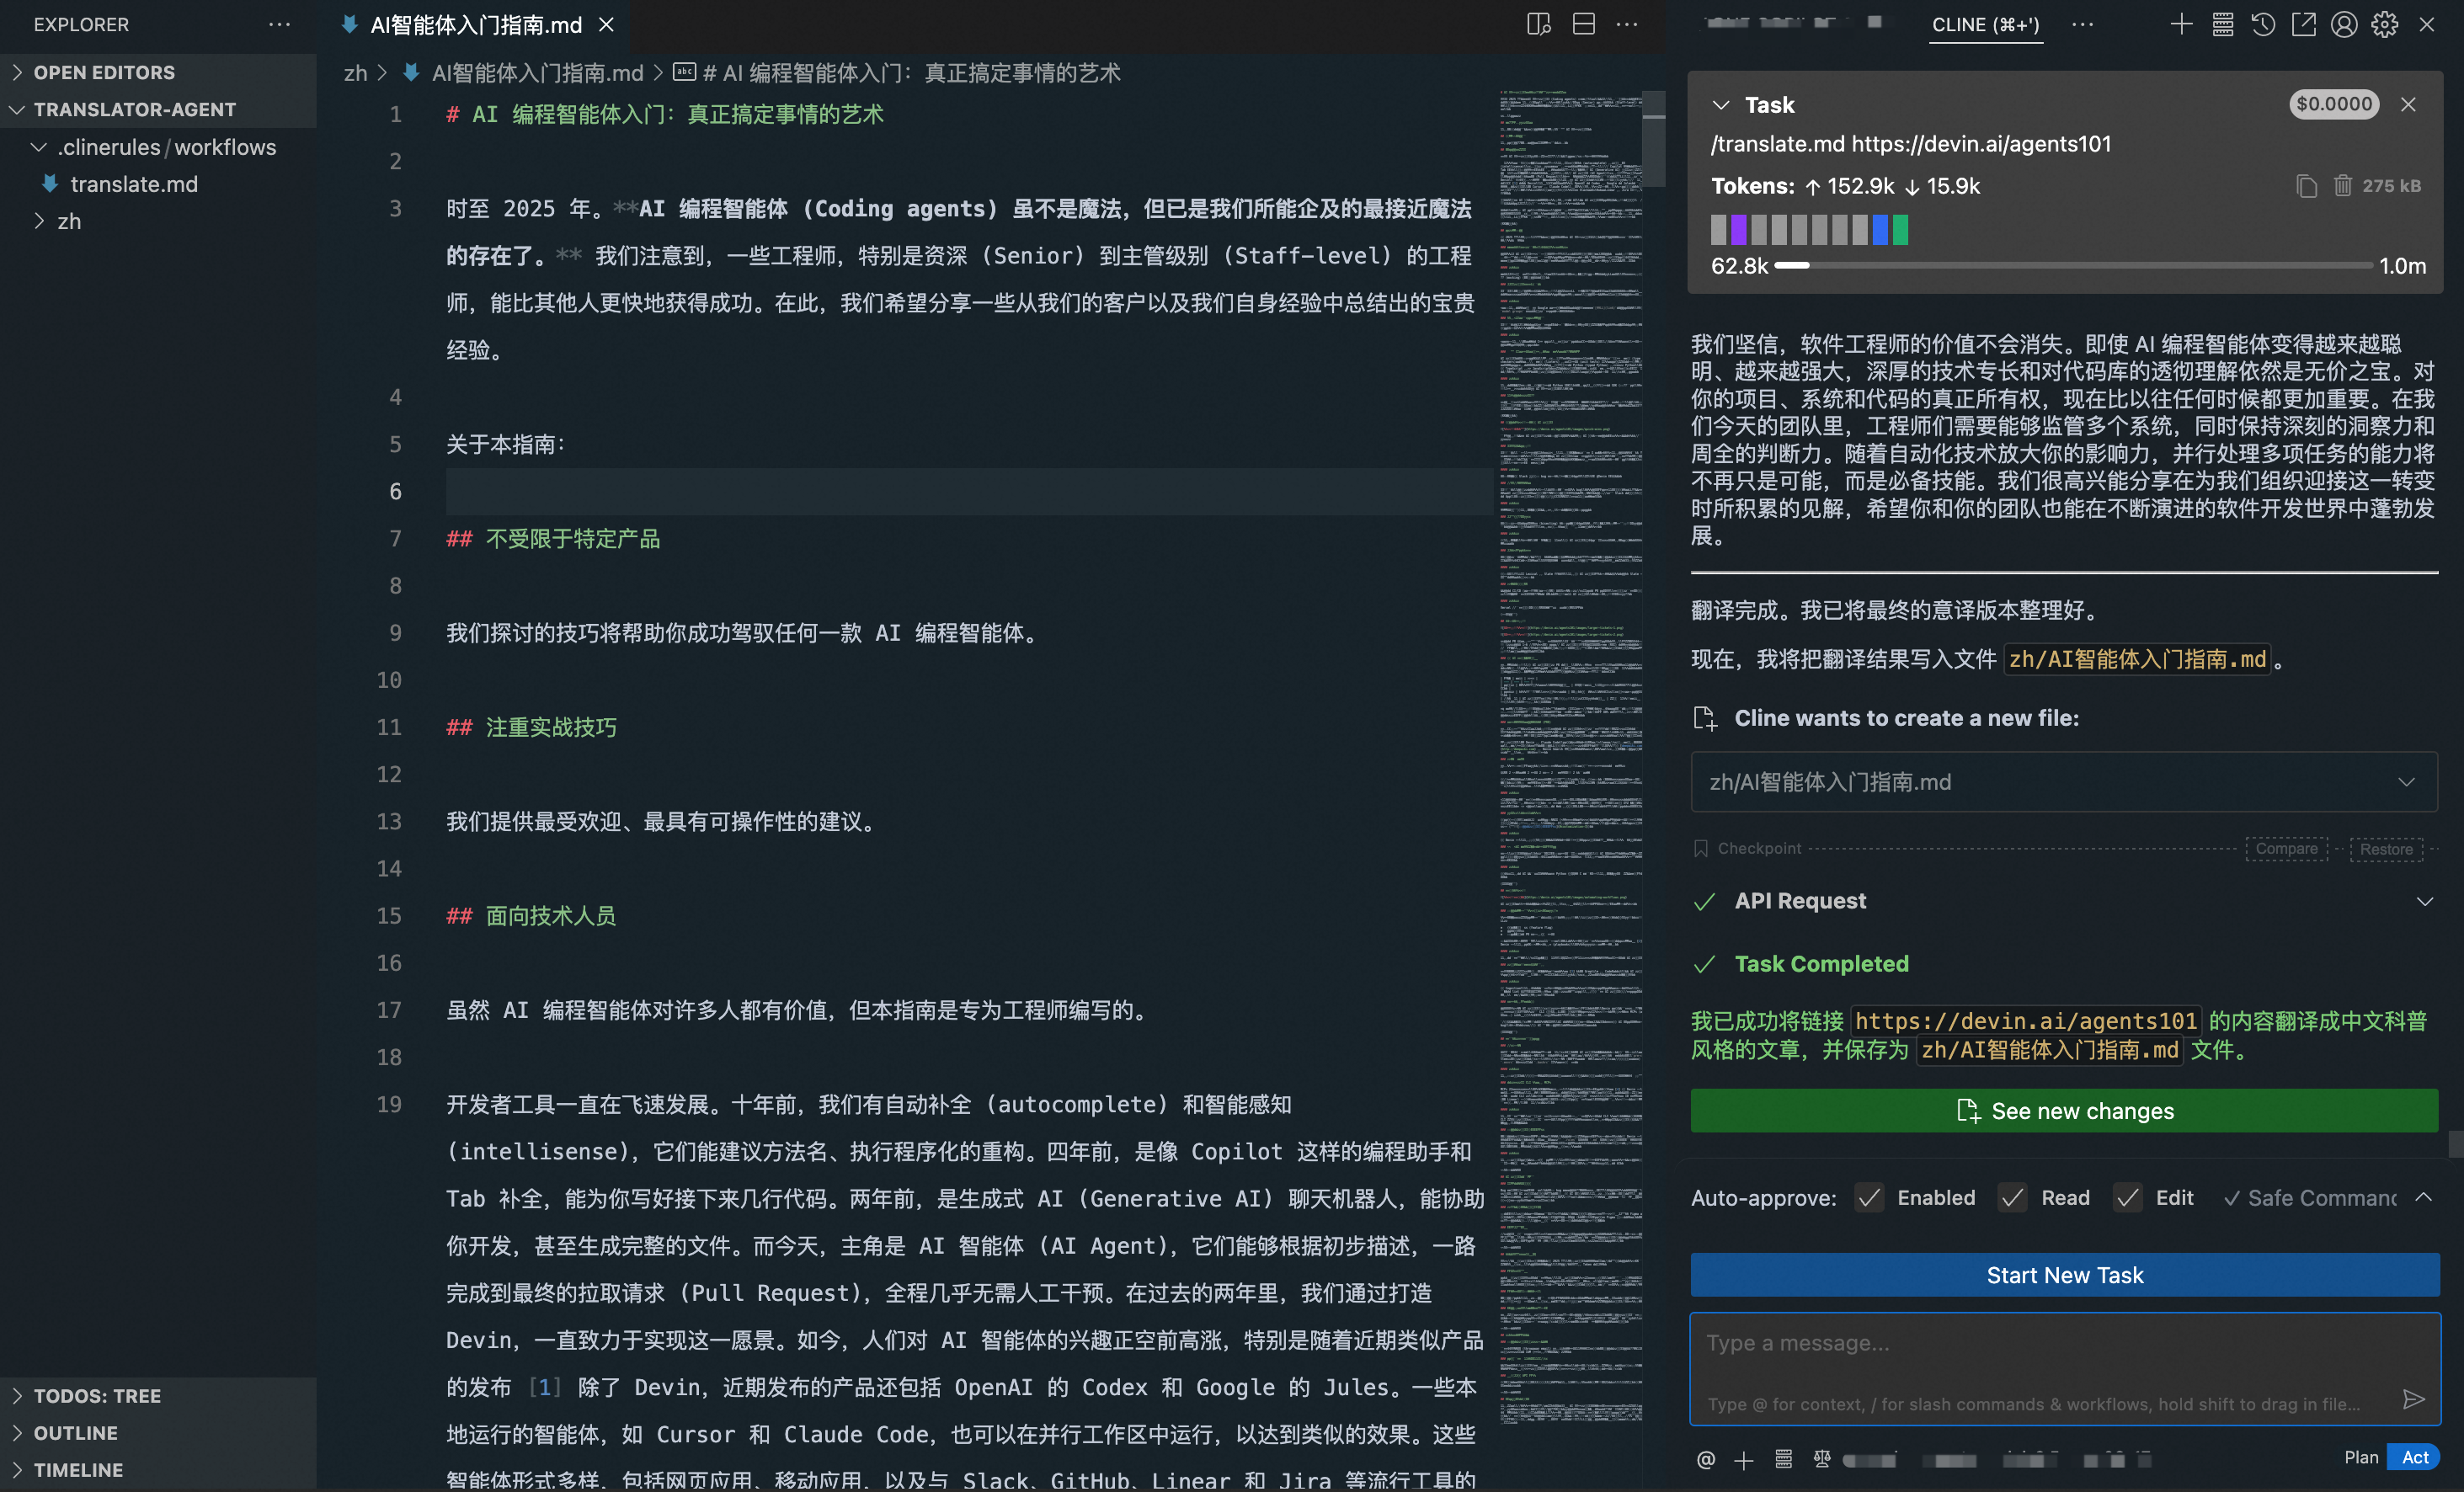 EXPLORER
OPEN EDITORS
TRANSLATOR-AGENT
.clinerules/workflows
translate.md
zh
TODOS: TREE
OUTLINE
TIMELINE
AI智能体入门指南.md
zh > AI智能体入门指南.md > # AI 编程智能体入门：真正搞定事情的艺术
1 # AI 编程智能体入门：真正搞定事情的艺术
2
3 时至 2025 年。**AI 编程智能体 (Coding agents) 虽不是魔法，但已是我们所能企及的最接近魔法
的存在了。** 我们注意到，一些工程师，特别是资深 (Senior) 到主管级别 (Staff-level) 的工程
师，能比其他人更快地获得成功。在此，我们希望分享一些从我们的客户以及我们自身经验中总结出的宝贵
经验。
4
5 关于本指南：
6
7 ## 不受限于特定产品
8
9 我们探讨的技巧将帮助你成功驾驭任何一款 AI 编程智能体。
10
11 ## 注重实战技巧
12
13 我们提供最受欢迎、最具有可操作性的建议。
14
15 ## 面向技术人员
16
17 虽然 AI 编程智能体对许多人都有价值，但本指南是专为工程师编写的。
18
19 开发者工具一直在飞速发展。十年前，我们有自动补全 (autocomplete) 和智能感知
(intellisense)，它们能建议方法名、执行程序化的重构。四年前，是像 Copilot 这样的编程助手和
Tab 补全，能为你写好接下来几行代码。两年前，是生成式 AI (Generative AI) 聊天机器人，能协助
你开发，甚至生成完整的文件。而今天，主角是 AI 智能体 (AI Agent)，它们能够根据初步描述，一路
完成到最终的拉取请求 (Pull Request)，全程几乎无需人工干预。在过去的两年里，我们通过打造
Devin，一直致力于实现这一愿景。如今，人们对 AI 智能体的兴趣正空前高涨，特别是随着近期类似产品
的发布 [1] 除了 Devin，近期发布的产品还包括 OpenAI 的 Codex 和 Google 的 Jules。一些本
地运行的智能体，如 Cursor 和 Claude Code，也可以在并行工作区中运行，以达到类似的效果。这些
智能体形式多样，包括网页应用、移动应用，以及与 Slack、GitHub、Linear 和 Jira 等流行工具的
CLINE (⌘+')
Task
$0.0000
/translate.md https://devin.ai/agents101
Tokens: ↑ 152.9k ↓ 15.9k
275 kB
62.8k 1.0m
我们坚信，软件工程师的价值不会消失。即使 AI 编程智能体变得越来越聪
明、越来越强大，深厚的技术专长和对代码库的透彻理解依然是无价之宝。对
你的项目、系统和代码的真正所有权，现在比以往任何时候都更加重要。在我
们今天的团队里，工程师们需要能够监管多个系统，同时保持深刻的洞察力和
周全的判断力。随着自动化技术放大你的影响力，并行处理多项任务的能力将
不再只是可能，而是必备技能。我们很高兴能分享在为我们组织迎接这一转变
时所积累的见解，希望你和你的团队也能在不断演进的软件开发世界中蓬勃发
展。
翻译完成。我已将最终的意译版本整理好。
现在，我将把翻译结果写入文件 zh/AI智能体入门指南.md。
Cline wants to create a new file:
zh/AI智能体入门指南.md
Checkpoint Compare Restore
API Request
Task Completed
我已成功将链接 https://devin.ai/agents101 的内容翻译成中文科普
风格的文章，并保存为 zh/AI智能体入门指南.md 文件。
See new changes
Auto-approve: Enabled Read Edit Safe Comman
Start New Task
Type a message...
Type @ for context, / for slash commands & workflows, hold shift to drag in file...
@
Plan Act